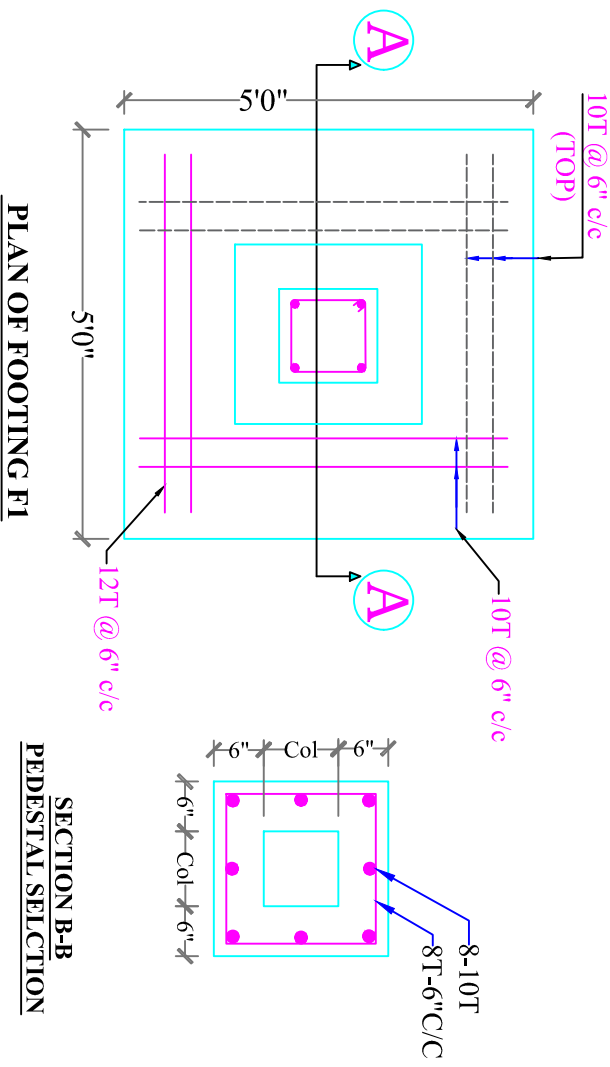 10T @ 6" c/c
(TOP)
10T @ 6" c/c
A
A
5'0"
5'0"
12T @ 6" c/c
PLAN OF FOOTING F1
8-10T
8T-6"C/C
6"
Col
6"
6"
Col
6"
SECTION B-B
PEDESTAL SELCTION